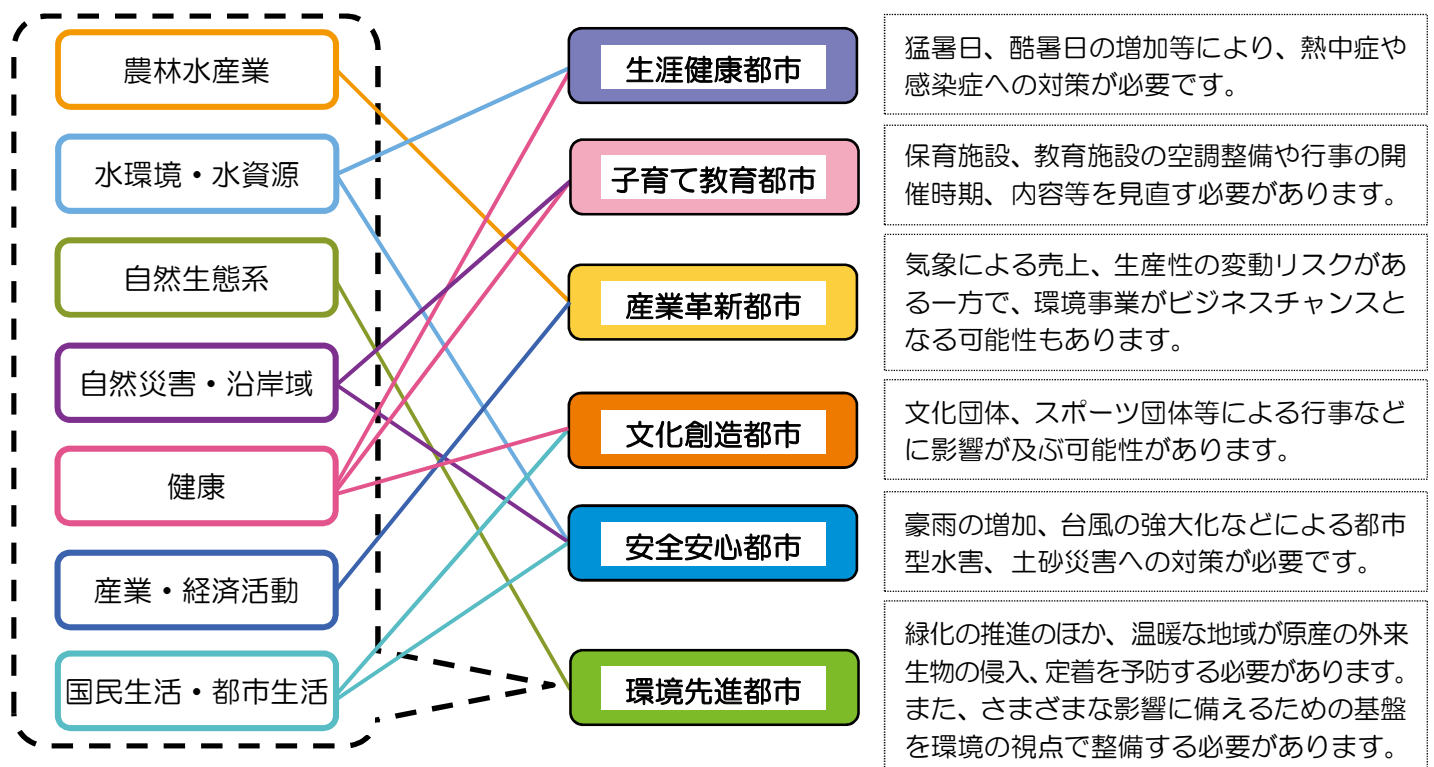 農林水産業
水環境・水資源
自然生態系
自然災害・沿岸域
健康
産業・経済活動
国民生活・都市生活
生涯健康都市
子育て教育都市
産業革新都市
文化創造都市
安全安心都市
環境先進都市
猛暑日、酷暑日の増加等により、熱中症や
感染症への対策が必要です。
保育施設、教育施設の空調整備や行事の開
催時期、内容等を見直す必要があります。
気象による売上、生産性の変動リスクがあ
る一方で、環境事業がビジネスチャンスと
なる可能性もあります。
文化団体、スポーツ団体等による行事など
に影響が及ぶ可能性があります。
豪雨の増加、台風の強大化などによる都市
型水害、土砂災害への対策が必要です。
緑化の推進のほか、温暖な地域が原産の外来
生物の侵入、定着を予防する必要があります。
また、さまざまな影響に備えるための基盤
を環境の視点で整備する必要があります。